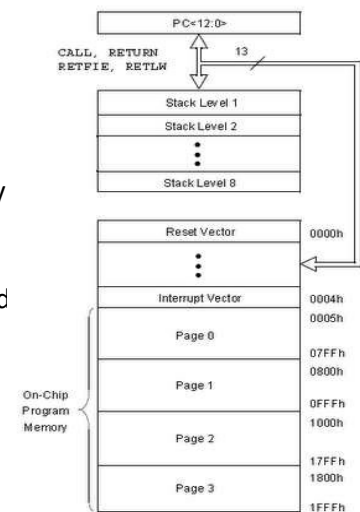 PC<12:0>
CALL, RETURN
RETFIE, RETLW
13
Stack Level 1
Stack Level 2
Stack Level 8
Reset Vector 0000h
Interrupt Vector 0004h
0005h
Page 0
07FFh
0800h
Page 1
0FFFh
On-Chip
Program
Memory
1000h
Page 2
17FFh
1800h
Page 3
1FFFh